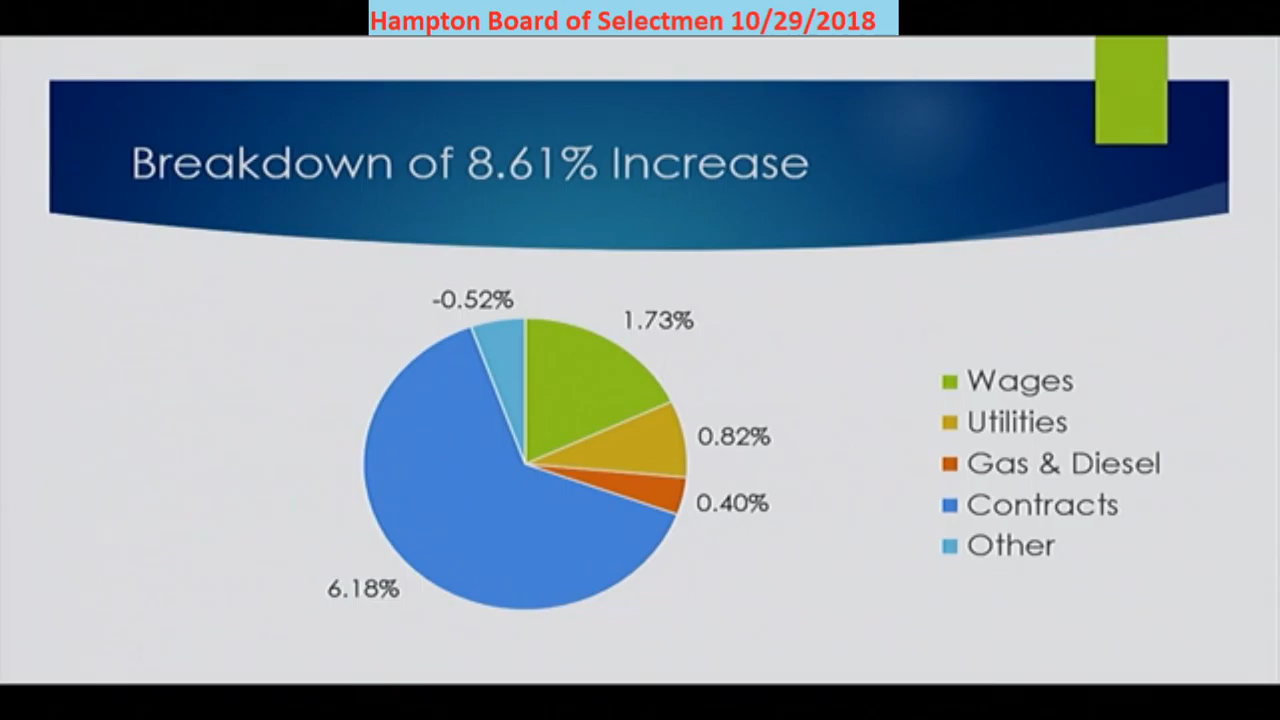 Hampton Board of Selectmen 10/29/2018
Breakdown of 8.61% Increase
-0.52%
1.73%
0.82%
0.40%
6.18%
Wages
Utilities
Gas & Diesel
Contracts
Other